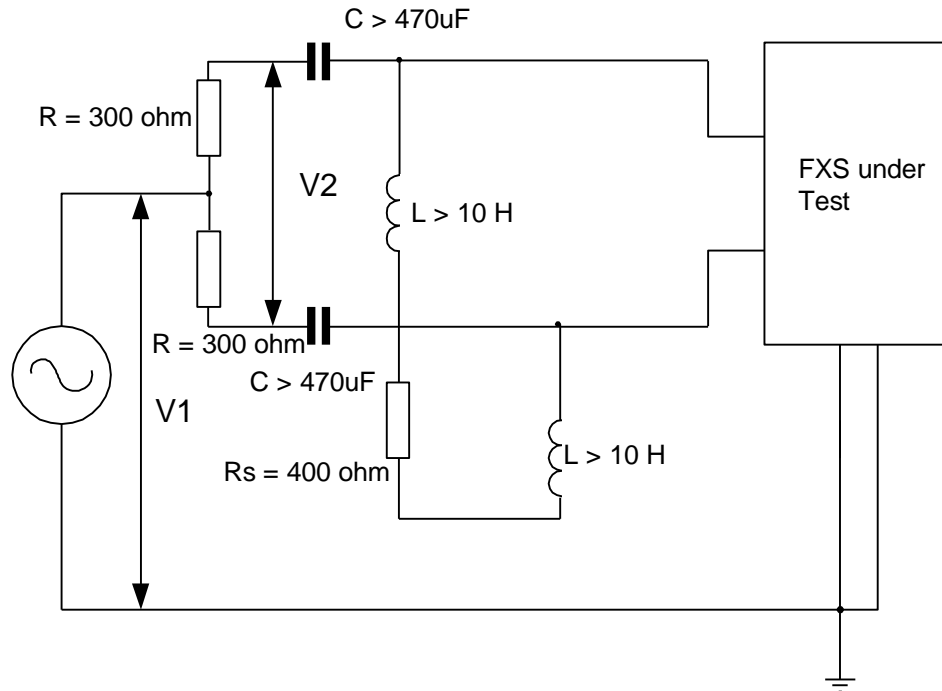 C > 470uF
R = 300 ohm
V2
L > 10 H
FXS under
Test
R = 300 ohm
C > 470uF
V1
Rs = 400 ohm
L > 10 H